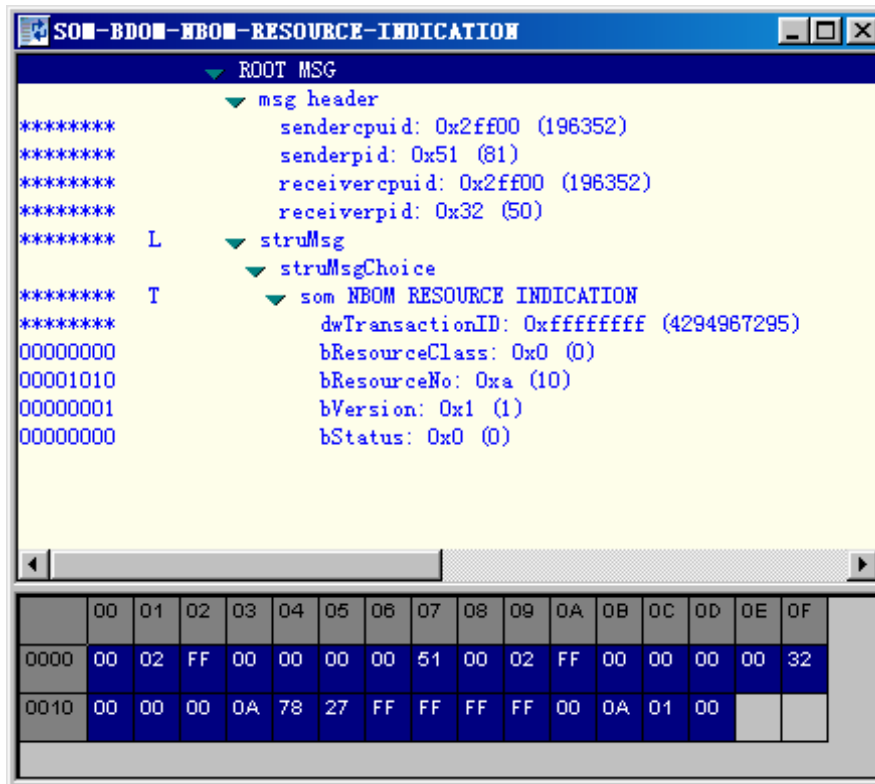 SOM-BDOM-NBOM-RESOURCE-INDICATION
ROOT MSG
msg header
******** sendercpuid: 0x2ff00 (196352)
******** senderpid: 0x51 (81)
******** receivercpuid: 0x2ff00 (196352)
******** receiverpid: 0x32 (50)
******** L struMsg
struMsgChoice
******** T som NBOM RESOURCE INDICATION
******** dwTransactionID: 0xffffffff (4294967295)
00000000 bResourceClass: 0x0 (0)
00001010 bResourceNo: 0xa (10)
00000001 bVersion: 0x1 (1)
00000000 bStatus: 0x0 (0)
00 01 02 03 04 05 06 07 08 09 0A 0B 0C 0D 0E 0F
0000 00 02 FF 00 00 00 00 51 00 02 FF 00 00 00 00 32
0010 00 00 00 0A 78 27 FF FF FF FF 00 0A 01 00